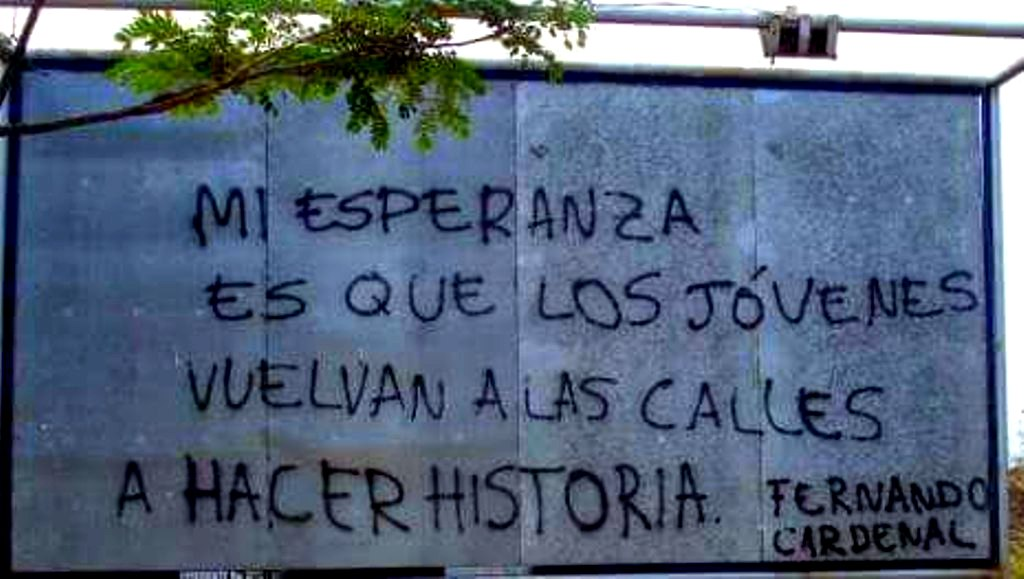 MI ESPERANZA
ES QUE LOS JÓVENES
VUELVAN A LAS CALLES
A HACER HISTORIA.
FERNANDO
CARDENAL